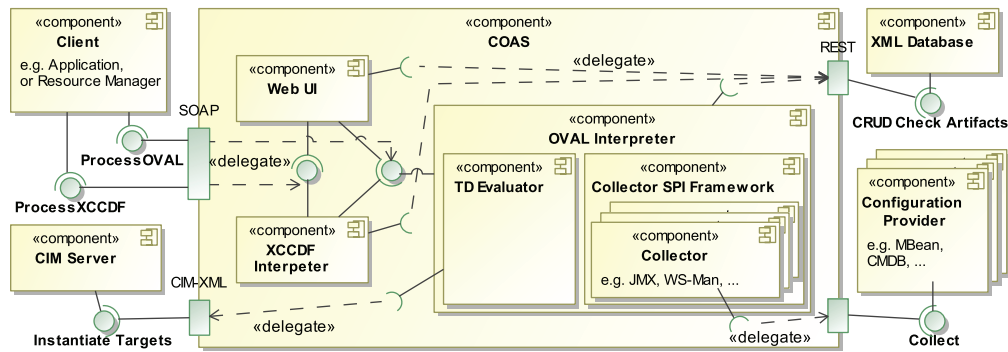 «component»
Client
e.g. Application,
or Resource Manager
SOAP
ProcessOVAL
ProcessXCCDF
«component»
CIM Server
CIM-XML
Instantiate Targets
«component»
COAS
«component»
Web UI
«delegate»
«delegate»
«component»
XCCDF
Interpeter
«delegate»
«component»
OVAL Interpreter
«component»
TD Evaluator
«component»
Collector SPI Framework
«component»
Collector
e.g. JMX, WS-Man, ...
«delegate»
REST
«component»
XML Database
CRUD Check Artifacts
«component»
Configuration
Provider
e.g. MBean,
CMDB, ...
Collect